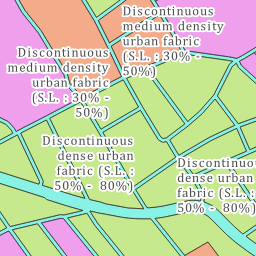 Discontinuous
medium density
urban fabric
(S.L. : 30% -
50%)
Discontinuous
medium density
urban fabric
(S.L. : 30% -
50%)
Discontinuous
dense urban
fabric (S.L. :
50% - 80%)
Discontinuou
dense urban
fabric (S.L. :
50% - 80%)